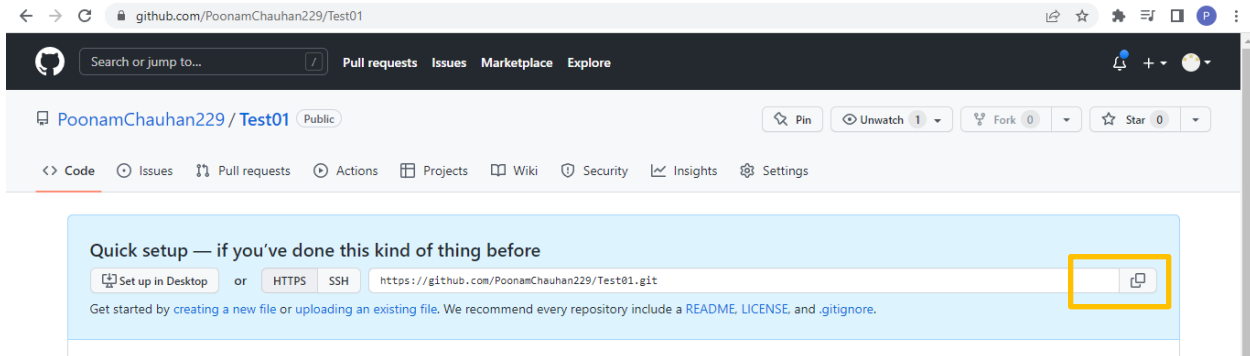 github.com/PoonamChauhan229/Test01
P
Search or jump to... / Pull requests Issues Marketplace Explore
PoonamChauhan229 / Test01 Public Pin Unwatch 1 Fork 0 Star 0
<> Code Issues Pull requests Actions Projects Wiki Security Insights Settings
Quick setup — if you've done this kind of thing before
Set up in Desktop or HTTPS SSH https://github.com/PoonamChauhan229/Test01.git
Get started by creating a new file or uploading an existing file. We recommend every repository include a README, LICENSE, and .gitignore.